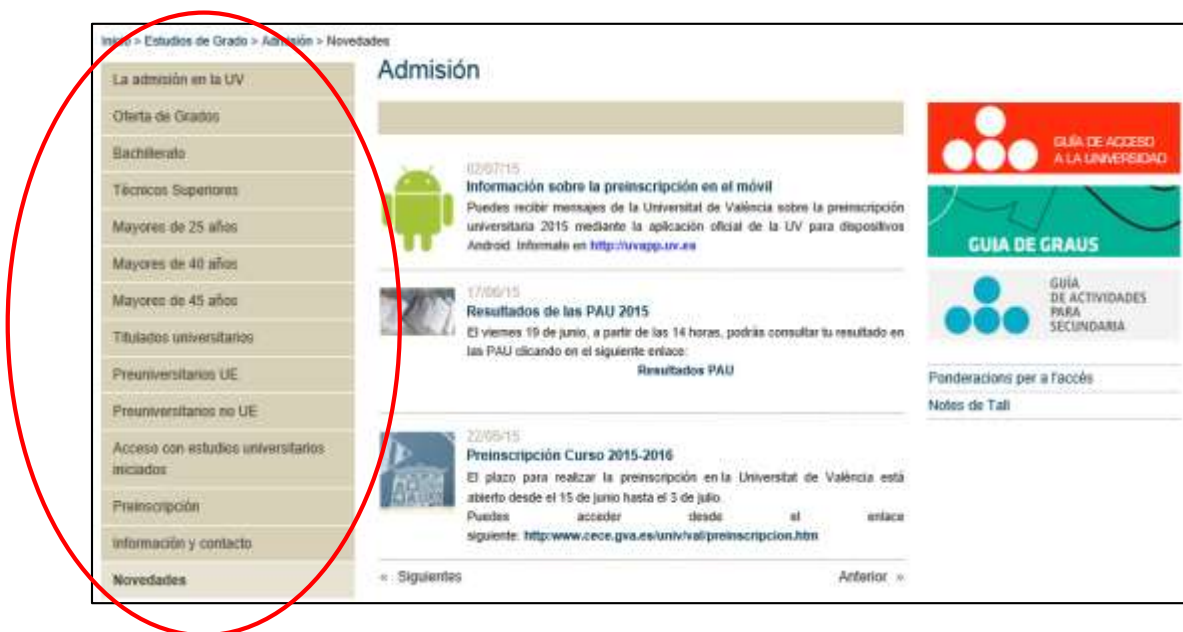 Inicio > Estudios de Grado > Admisión > Novedades
La admisión en la UV
Oferta de Grados
Bachillerato
Técnicos Superiores
Mayores de 25 años
Mayores de 40 años
Mayores de 45 años
Titulados universitarios
Preuniversitarios UE
Preuniversitarios no UE
Acceso con estudios universitarios
iniciados
Preinscripción
Información y contacto
Novedades
Admisión
02/07/15
Información sobre la preinscripción en el móvil
Puedes recibir mensajes de la Universitat de València sobre la preinscripción
universitaria 2015 mediante la aplicación oficial de la UV para dispositivos
Android. Informate en http://uvapp.uv.es
17/06/15
Resultados de las PAU 2015
El viernes 19 de junio, a partir de las 14 horas, podrás consultar tu resultado en
las PAU clicando en el siguiente enlace:
Resultados PAU
22/05/15
Preinscripción Curso 2015-2016
El plazo para realizar la preinscripción en la Universitat de València está
abierto desde el 15 de junio hasta el 3 de julio.
Puedes acceder desde el enlace
siguiente: http:www.cece.gva.es/univ/val/preinscripcion.htm
« Siguientes
Anterior »
GUÍA DE ACCESO
A LA UNIVERSIDAD
GUIA DE GRAUS
GUÍA
DE ACTIVIDADES
PARA
SECUNDARIA
Ponderacions per a l'accés
Notes de Tall